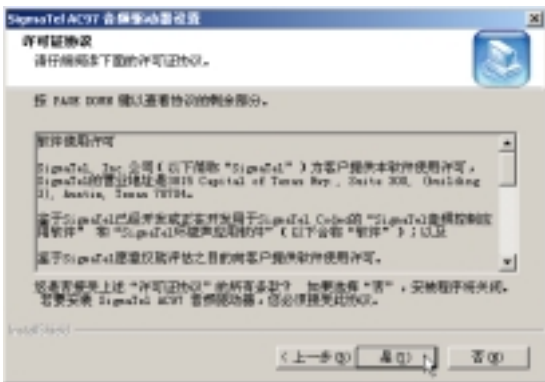 SigmaTel AC97 音频驱动器设置
许可证协议
请仔细阅读下面的许可证协议。
按 PAGE DOWN 键以查看协议的剩余部分。
软件使用许可
SigmaTel, Inc 公司(以下简称 "SigmaTel")方客户提供本软件使用许可。
SigmaTel的营业地址是3815 Capital of Texas Hwy., Suite 300, (building
3), Austin, Texas 78704.
鉴于SigmaTel已经开发或正在开发用于SigmaTel Codec的 "SigmaTel音频控制应
用软件" 和 "SigmaTel环绕声应用软件" (以下合称 "软件");以及
鉴于SigmaTel愿意仅就评估之目的向客户提供软件使用许可。
您是否接受上述 "许可证协议" 的所有条款? 如果选择 "否",安装程序将关闭。
若要安装 SigmaTel AC97 音频驱动器,您必须接受此协议。
InstallShield
<上一步(B)
是(Y)
否(N)